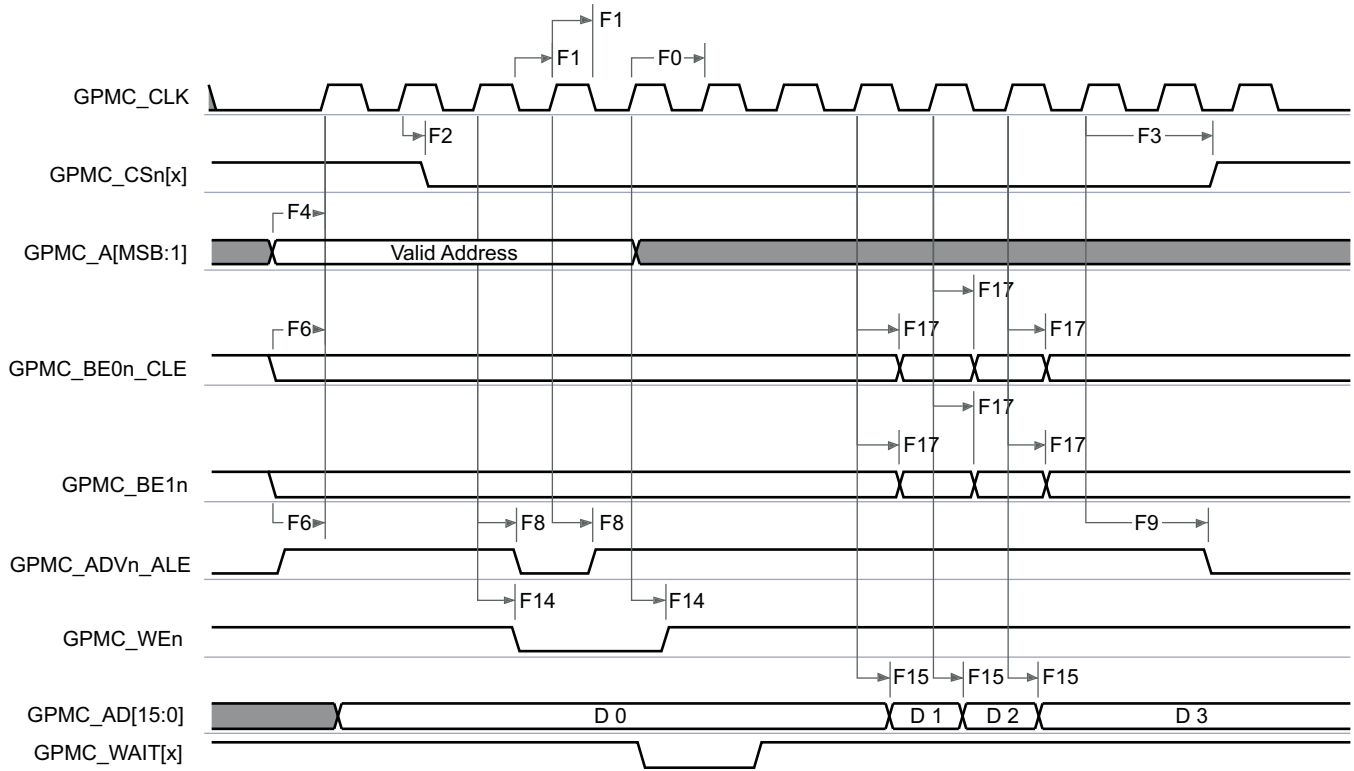 F1
F1
F0
GPMC_CLK
F2
F3
GPMC_CSn[x]
F4
GPMC_A[MSB:1]
Valid Address
F17
F6
F17
F17
GPMC_BE0n_CLE
F17
F17
F17
GPMC_BE1n
F6
F8
F8
F9
GPMC_ADVn_ALE
F14
F14
GPMC_WEn
F15
F15
F15
GPMC_AD[15:0]
D 0
D 1
D 2
D 3
GPMC_WAIT[x]